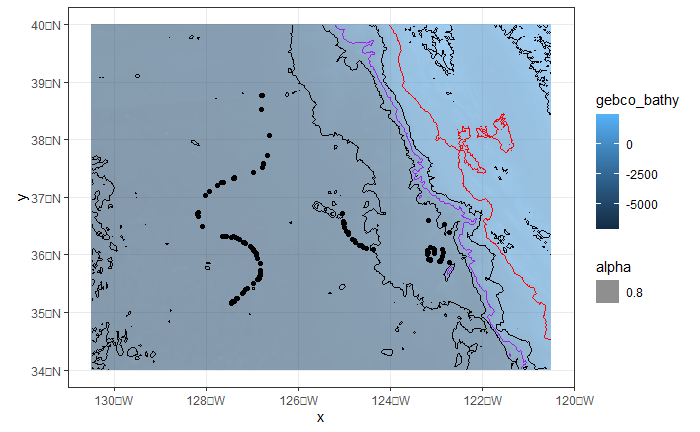 40□N
39□N
38□N
37□N
36□N
35□N
34□N
y
130□W
128□W
126□W
124□W
122□W
120□W
x
gebco_bathy
0
-2500
-5000
alpha
0.8